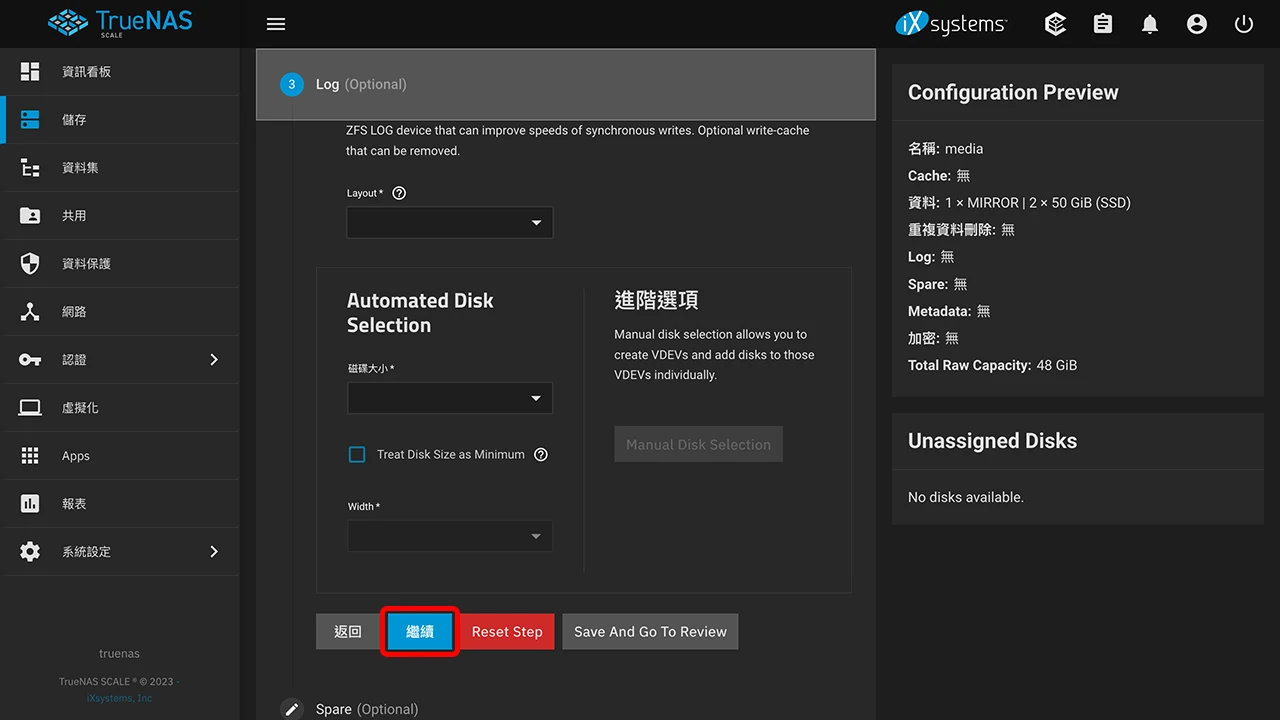 TrueNAS
SCALE
iXsystems
資訊看板
儲存
資料集
共用
資料保護
網路
認證
虛擬化
Apps
報表
系統設定
truenas
TrueNAS SCALE ® © 2023 -
iXsystems, Inc
3 Log (Optional)
ZFS LOG device that can improve speeds of synchronous writes. Optional write-cache
that can be removed.
Layout *
Automated Disk
Selection
磁碟大小 *
Treat Disk Size as Minimum
Width *
進階選項
Manual disk selection allows you to
create VDEVs and add disks to those
VDEVs individually.
Manual Disk Selection
返回 繼續 Reset Step Save And Go To Review
Spare (Optional)
Configuration Preview
名稱: media
Cache: 無
資料: 1 × MIRROR | 2 × 50 GiB (SSD)
重複資料刪除: 無
Log: 無
Spare: 無
Metadata: 無
加密: 無
Total Raw Capacity: 48 GiB
Unassigned Disks
No disks available.